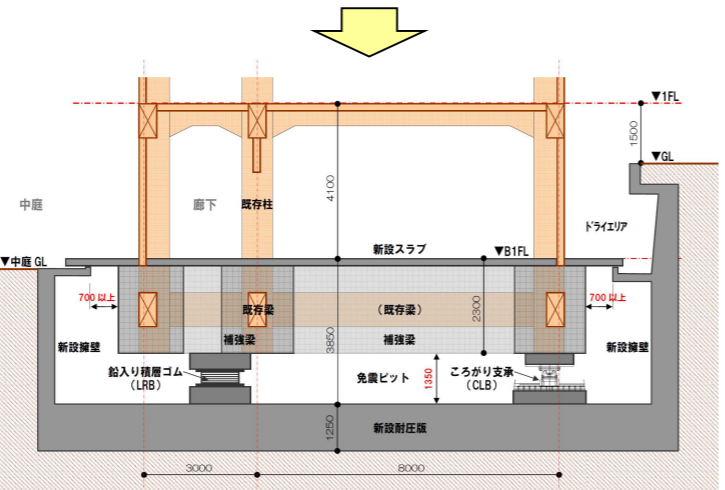 ▼1FL
1500
▼GL
4100
中庭
廊下
既存柱
ドライエリア
新設スラブ
▼B1FL
▼中庭 GL
700 以上
700 以上
既存梁
（既存梁）
2300
補強梁
補強梁
3850
新設擁壁
新設擁壁
鉛入り積層ゴム
（LRB）
免震ピット
1350
ころがり支承
（CLB）
1250
新設耐圧版
3000
8000